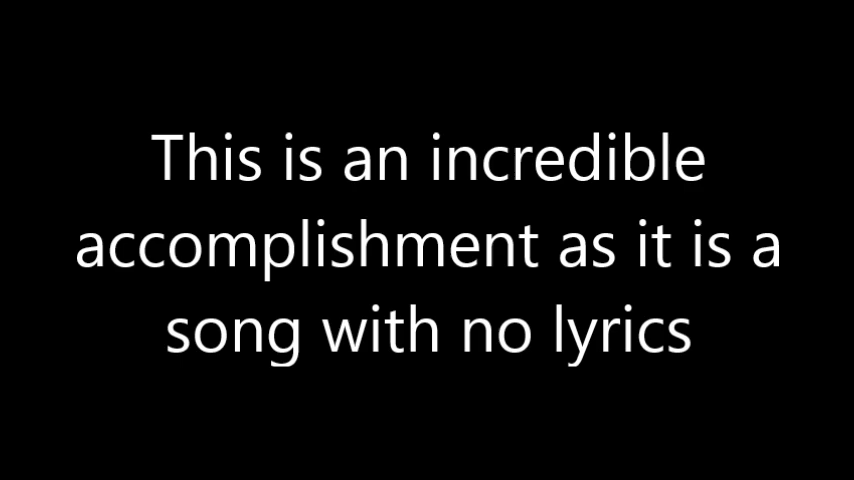 This is an incredible
accomplishment as it is a
song with no lyrics